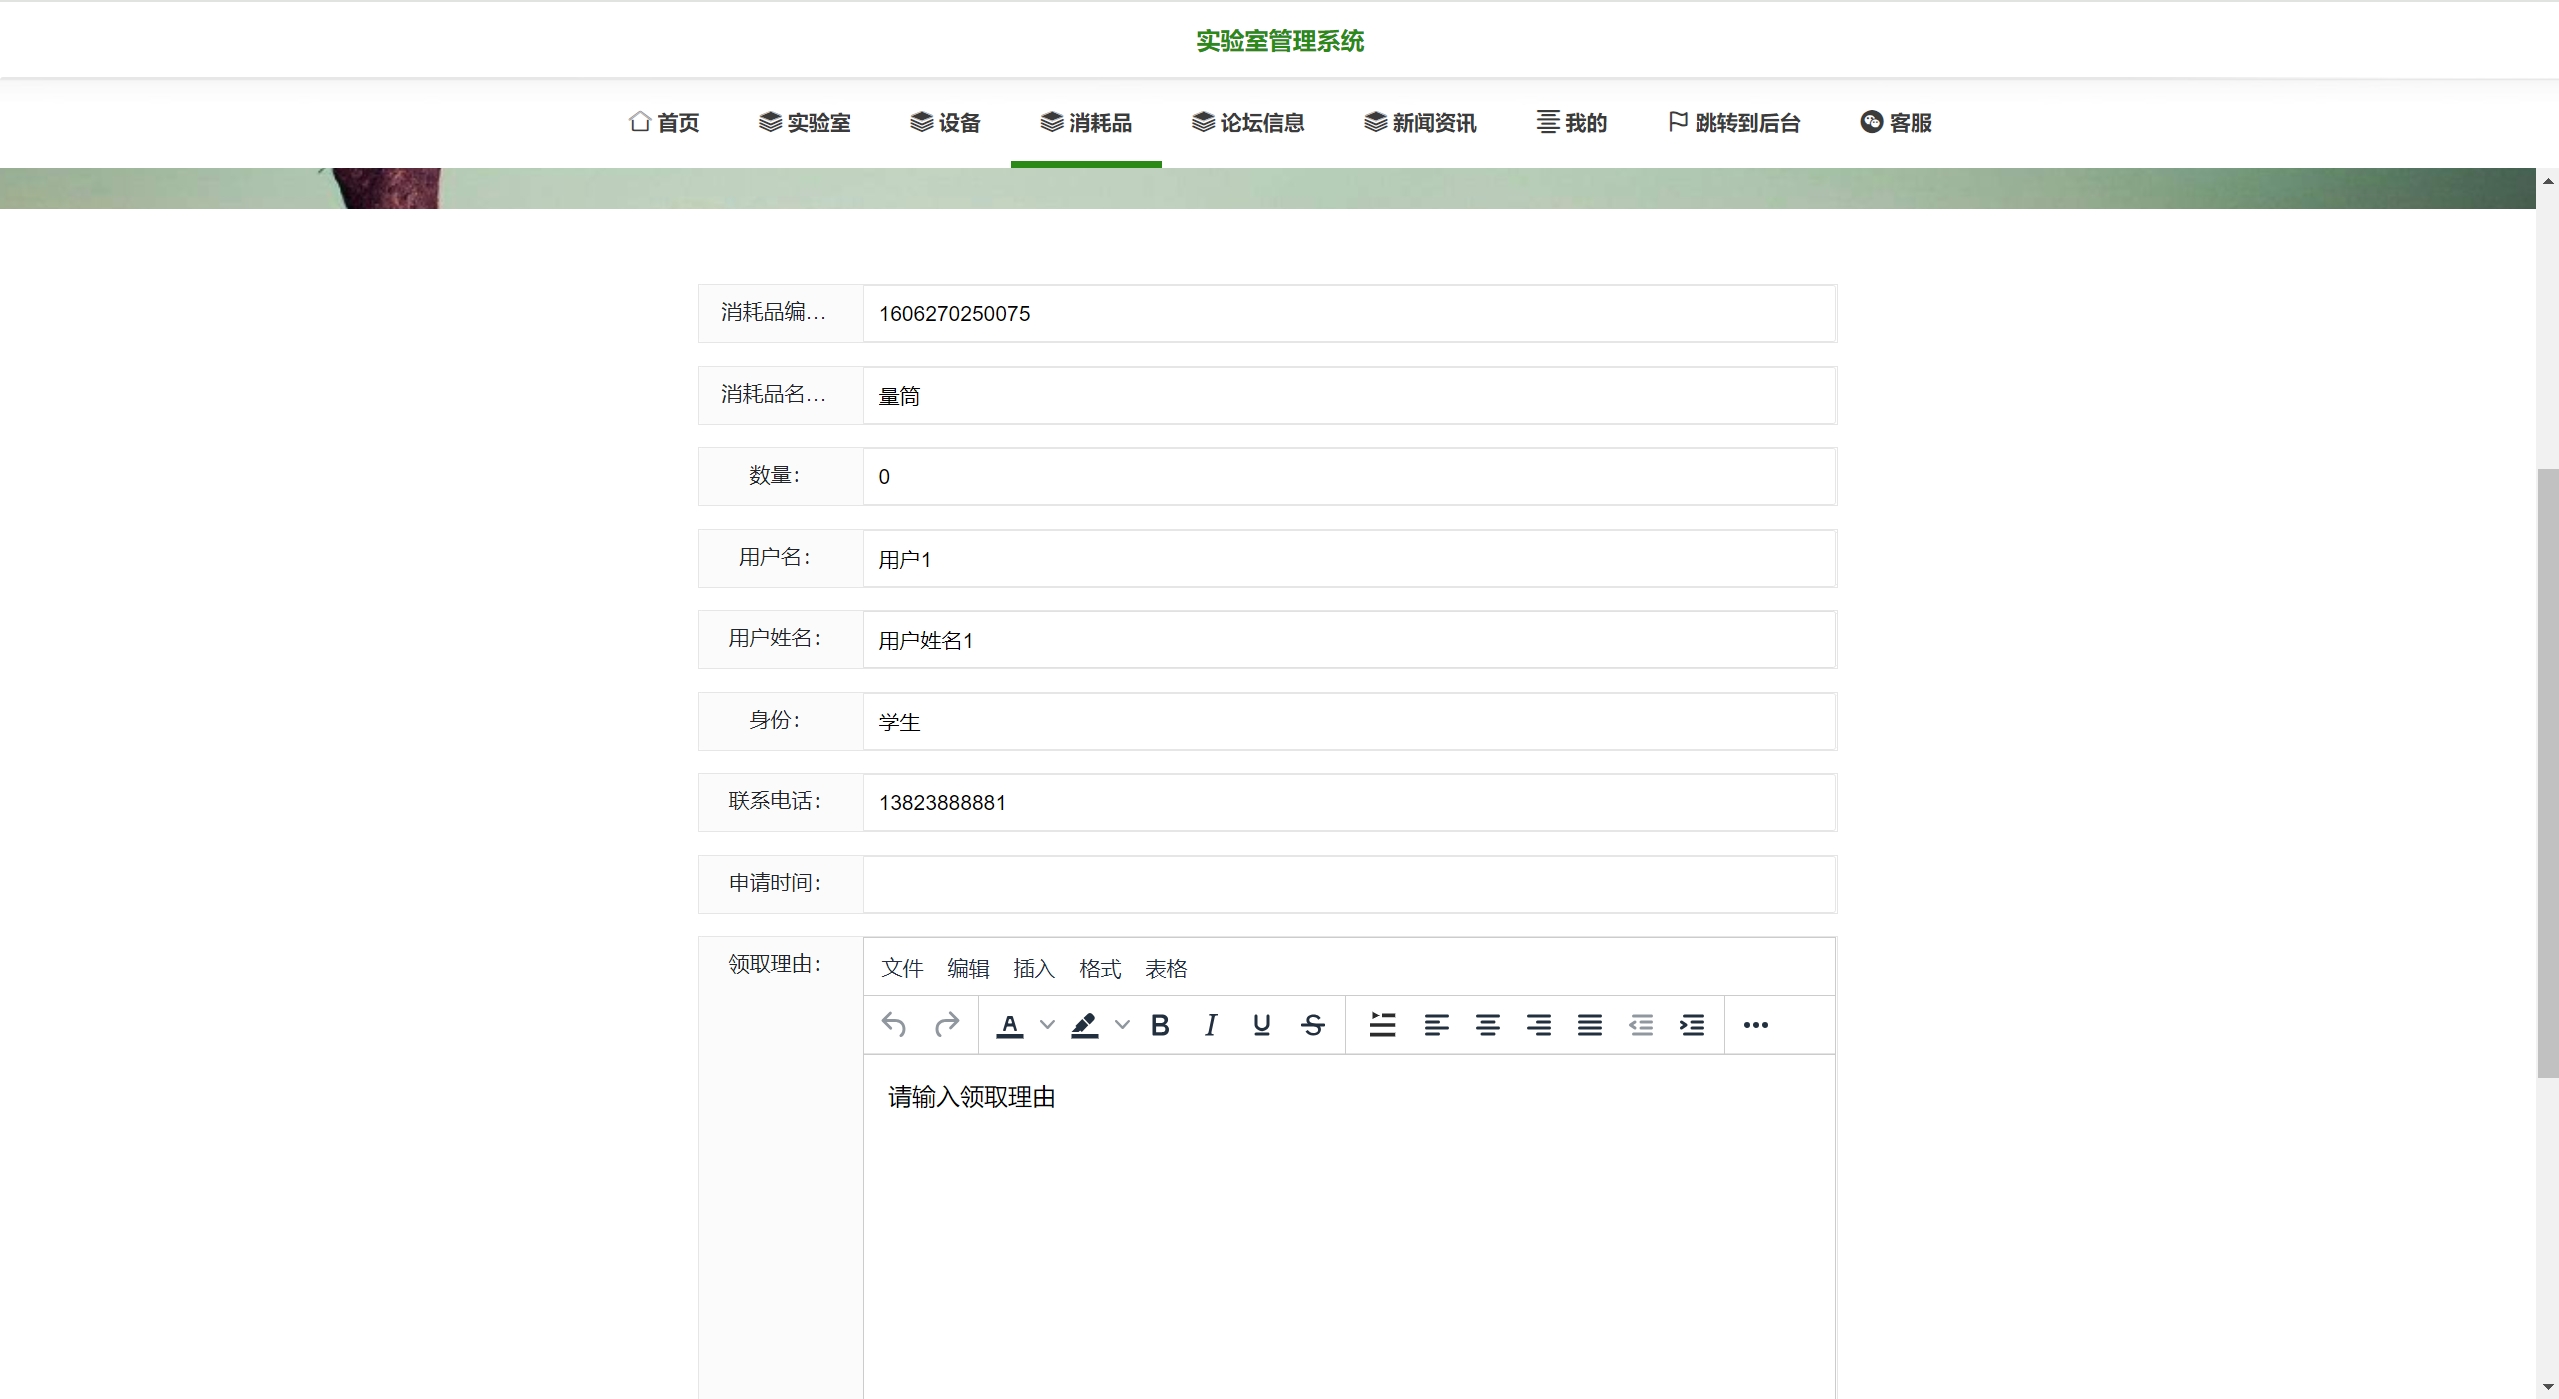 实验室管理系统
首页 实验室 设备 消耗品 论坛信息 新闻资讯 我的 跳转到后台 客服
消耗品编... 1606270250075
消耗品名... 量筒
数量: 0
用户名: 用户1
用户姓名: 用户姓名1
身份: 学生
联系电话: 13823888881
申请时间:
领取理由: 文件 编辑 插入 格式 表格
请输入领取理由